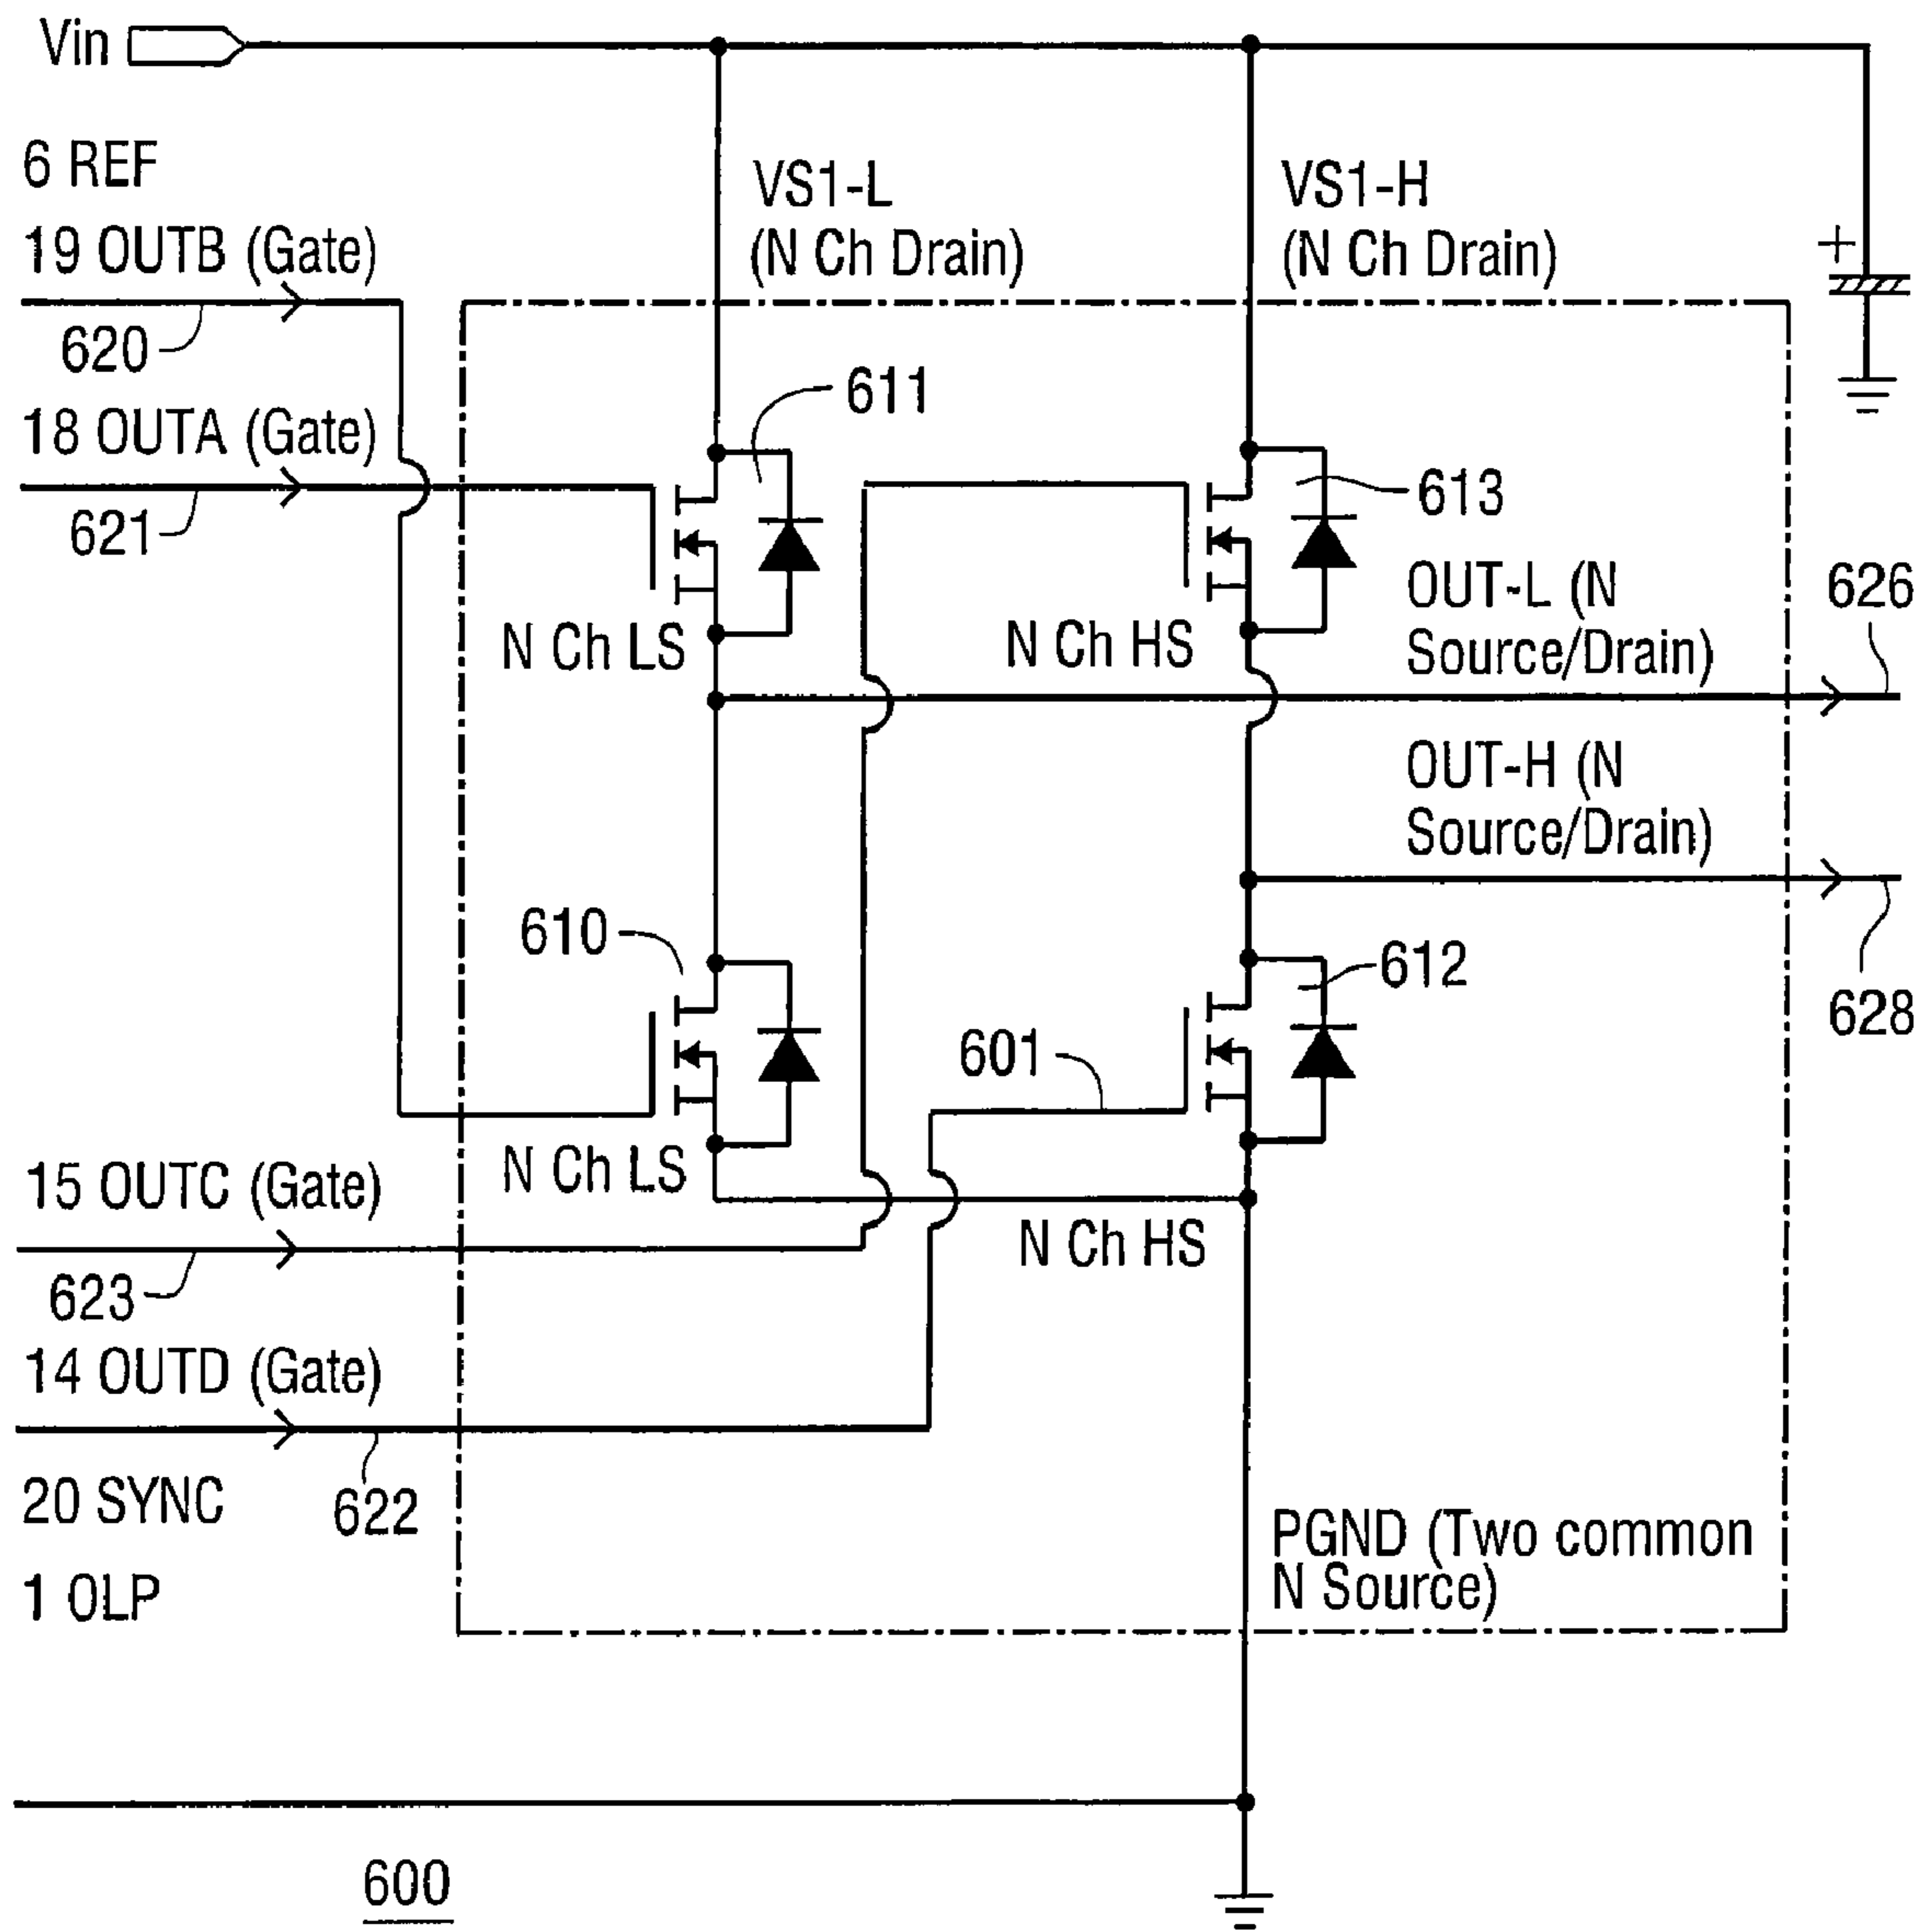 Vin
6 REF
VS1-L
(N Ch Drain)
VS1-H
(N Ch Drain)
19 OUTB (Gate)
+
620
611
18 OUTA (Gate)
613
621
OUT-L (N
Source/Drain)
626
N Ch LS
N Ch HS
OUT-H (N
Source/Drain)
610
612
628
601
N Ch LS
15 OUTC (Gate)
N Ch HS
623
14 OUTD (Gate)
20 SYNC
622
PGND (Two common
N Source)
1 OLP
600